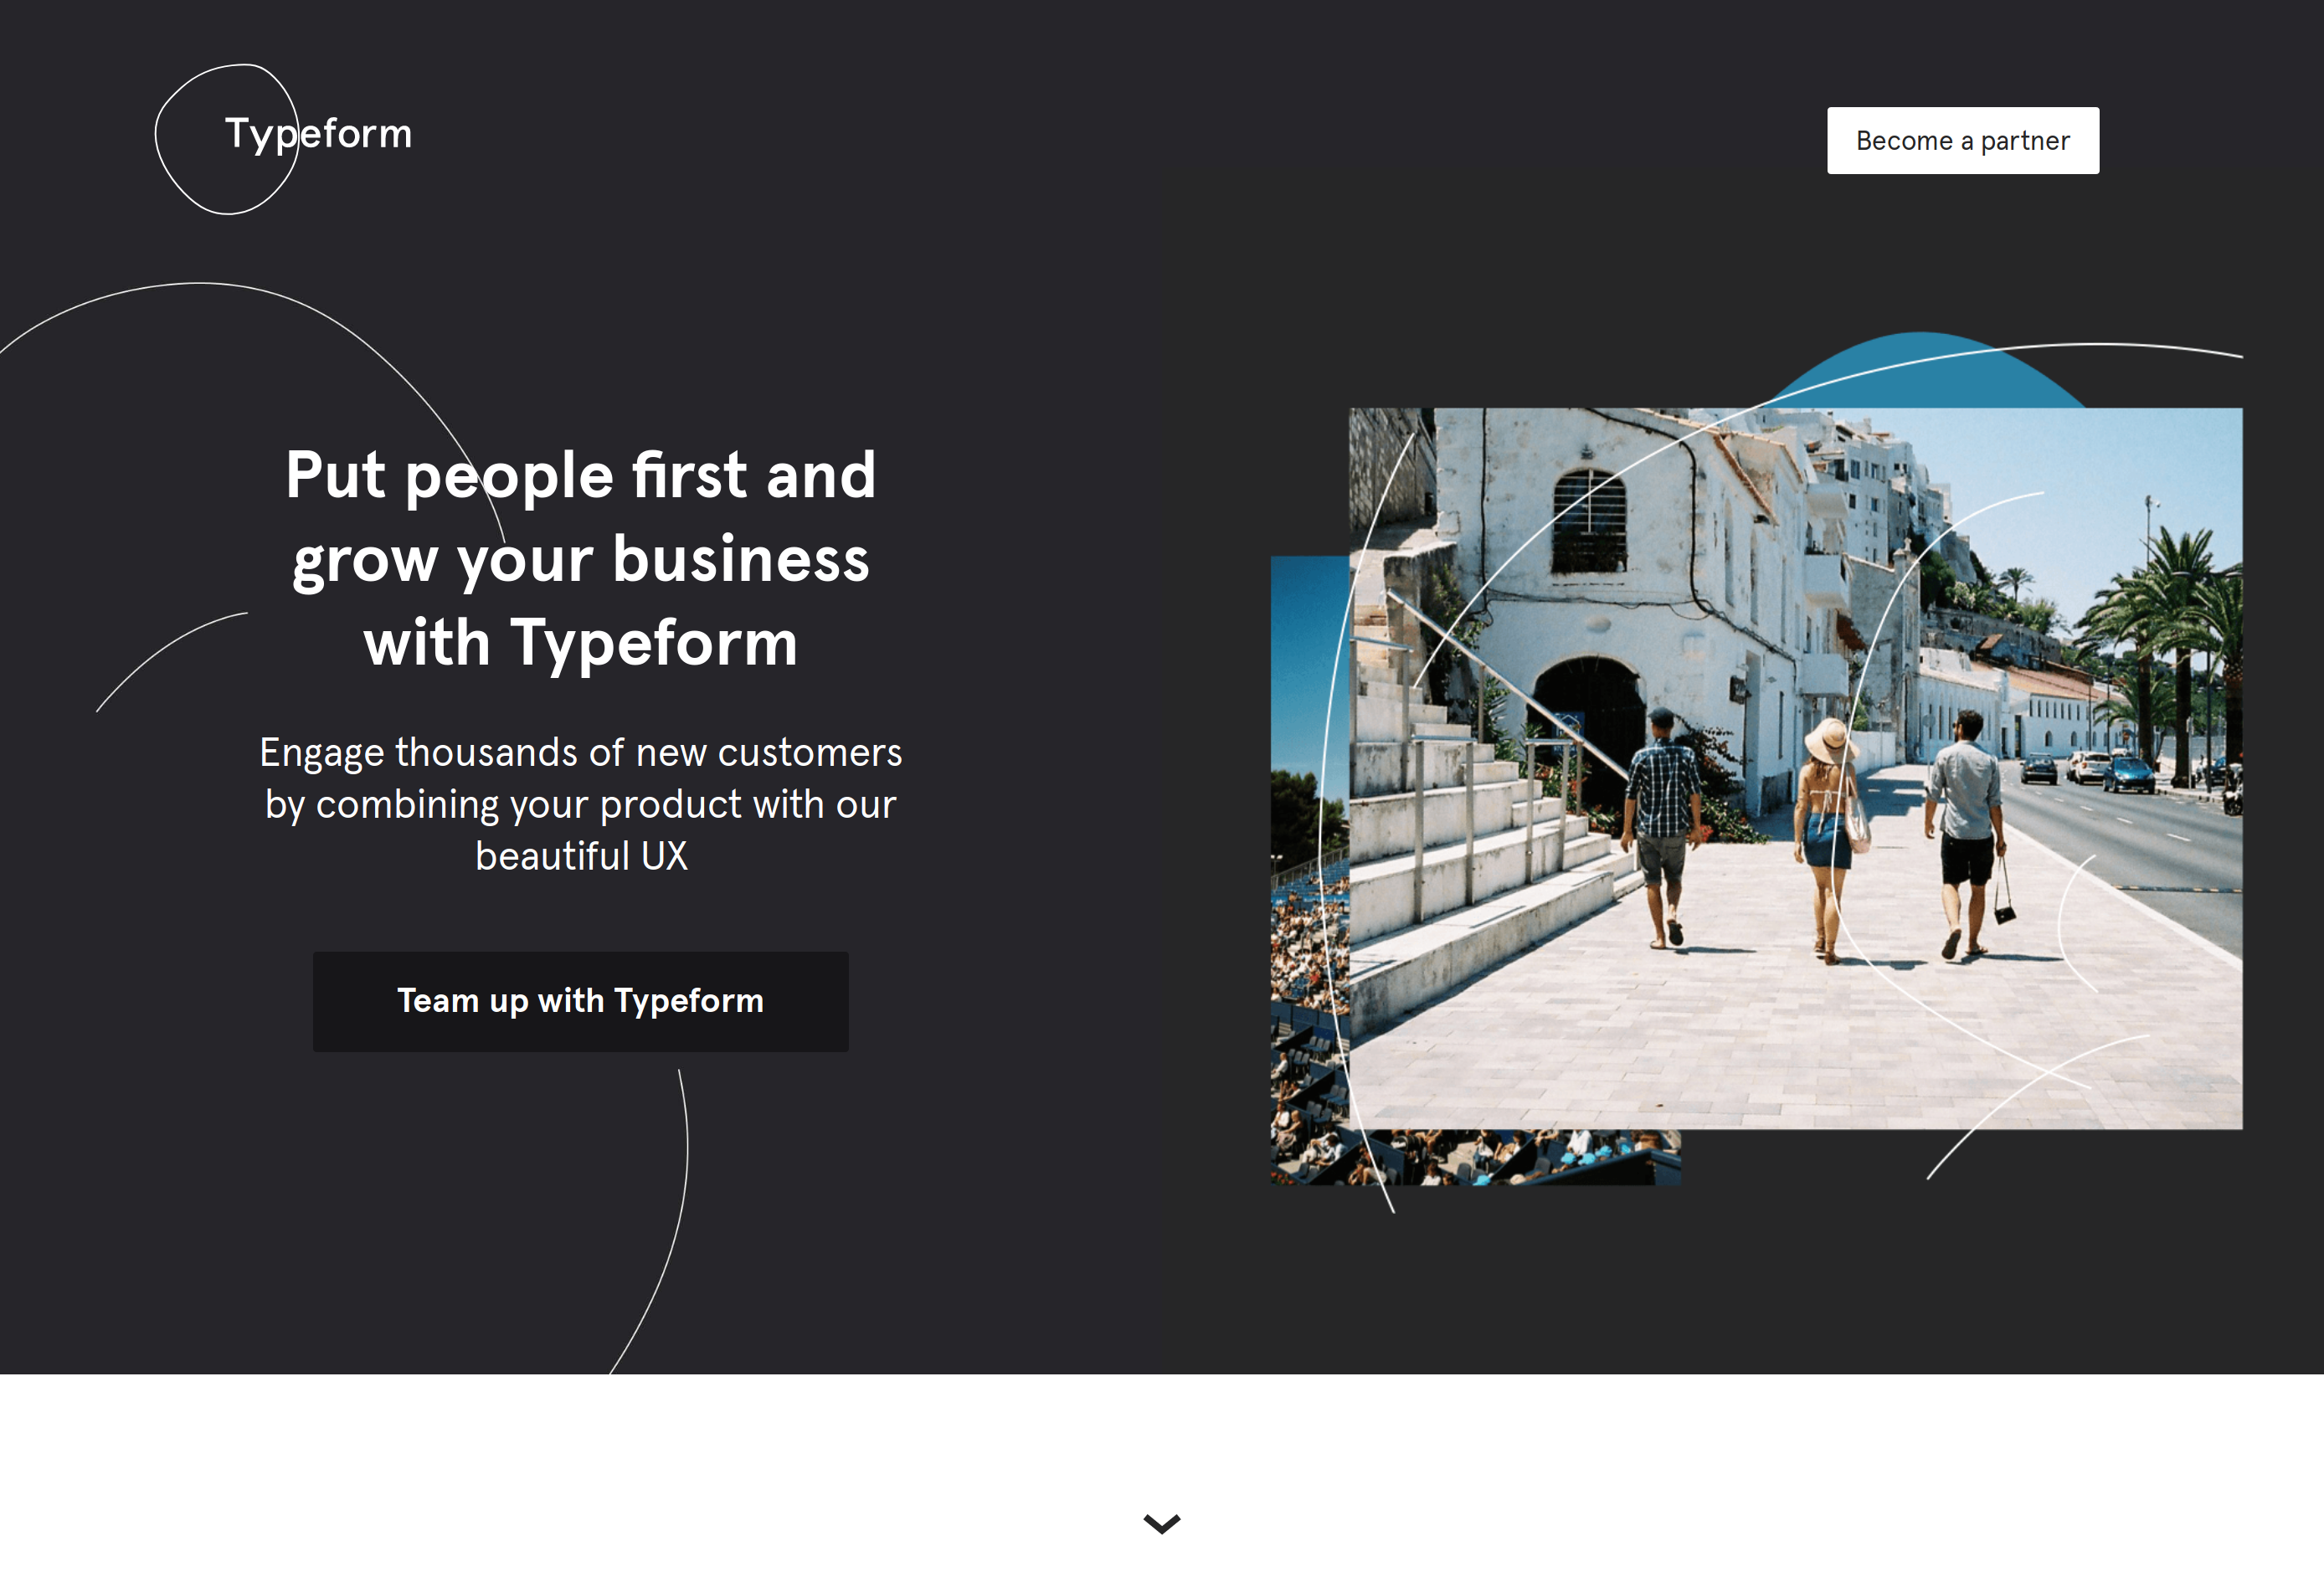 Typeform
Become a partner
Put people first and
grow your business
with Typeform
Engage thousands of new customers
by combining your product with our
beautiful UX
Team up with Typeform